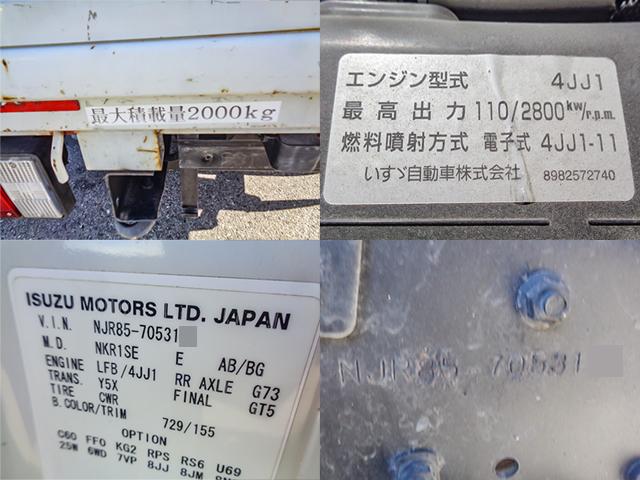 最大積載量2000kg
エンジン型式 4JJ1
最高出力 110/2800kw/r.p.m.
燃料噴射方式 電子式 4JJ1-11
いすゞ自動車株式会社 8982572740
ISUZU MOTORS LTD. JAPAN
V.I.N. NJR85-70531
M.D. NKR1SE E AB/BG
ENGINE LFB/4JJ1
TRANS. Y5X RR AXLE G73
TIRE CWR FINAL GT5
B.COLOR/TRIM 729/155
OPTION
C60 FF0 KG2 RPS RS6 U69
25W 6WD 7VP 8JJ 8JM
NJR85 70531